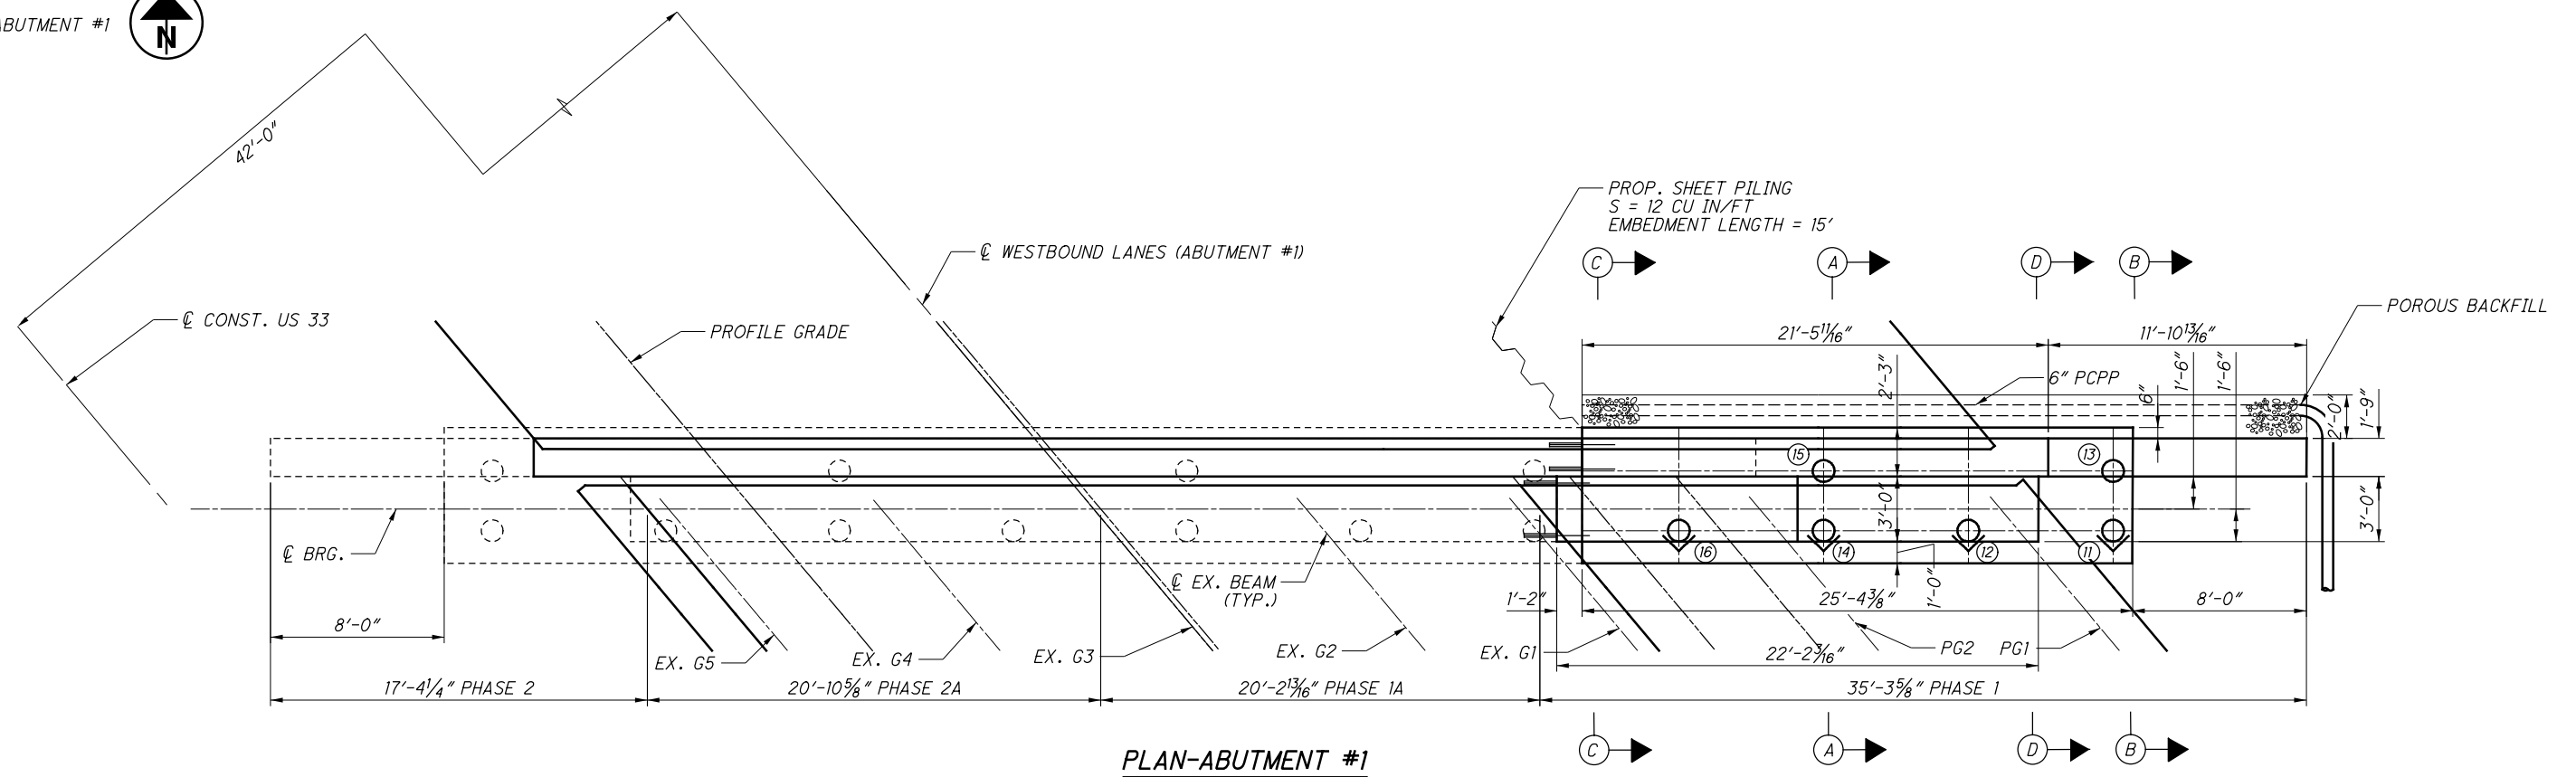 ABUTMENT #1
N
42'-0"
PROP. SHEET PILING
S = 12 CU IN/FT
EMBEDMENT LENGTH = 15'
℄ WESTBOUND LANES (ABUTMENT #1)
C
A
D
B
POROUS BACKFILL
℄ CONST. US 33
PROFILE GRADE
21'-5 11/16"
11'-10 13/16"
2'-3"
6" PCPP
6"
1'-6"
1'-6"
2'-0"
1'-9"
15
13
3'-0"
3'-0"
℄ BRG.
16
14
12
11
℄ EX. BEAM
(TYP.)
1'-2"
25'-4 3/8"
1'-0"
8'-0"
8'-0"
EX. G5
EX. G4
EX. G3
EX. G2
EX. G1
22'-2 3/16"
PG2
PG1
17'-4 1/4" PHASE 2
20'-10 5/8" PHASE 2A
20'-2 13/16" PHASE 1A
35'-3 5/8" PHASE 1
C
A
D
B
PLAN-ABUTMENT #1